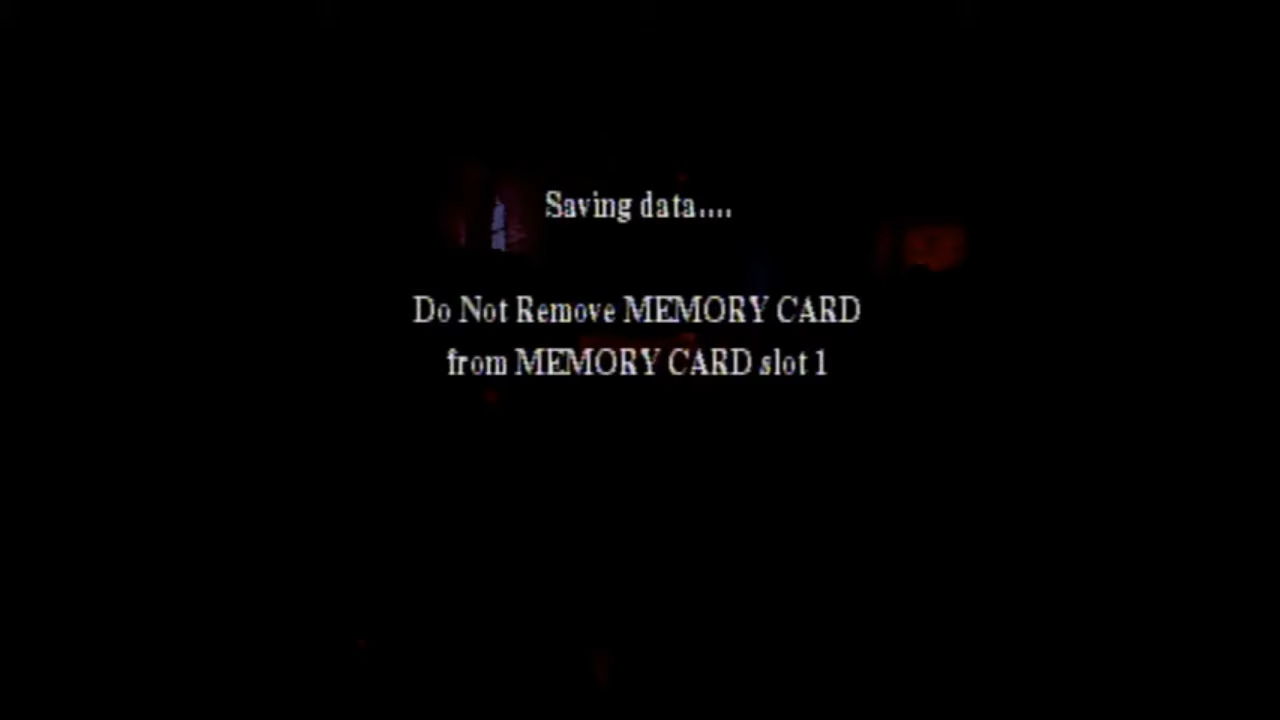 Saving data....
Do Not Remove MEMORY CARD
from MEMORY CARD slot 1